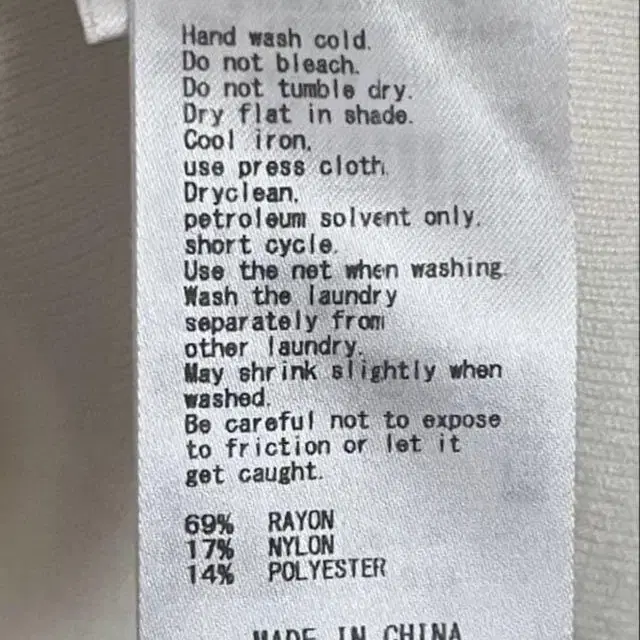 Hand wash cold.
Do not bleach.
Do not tumble dry.
Dry flat in shade.
Cool iron.
use press cloth.
Dryclean.
petroleum solvent only.
short cycle.
Use the net when washing.
Wash the laundry
separately from
other laundry.
May shrink slightly when
washed.
Be careful not to expose
to friction or let it
get caught.
69% RAYON
17% NYLON
14% POLYESTER
MADE IN CHINA